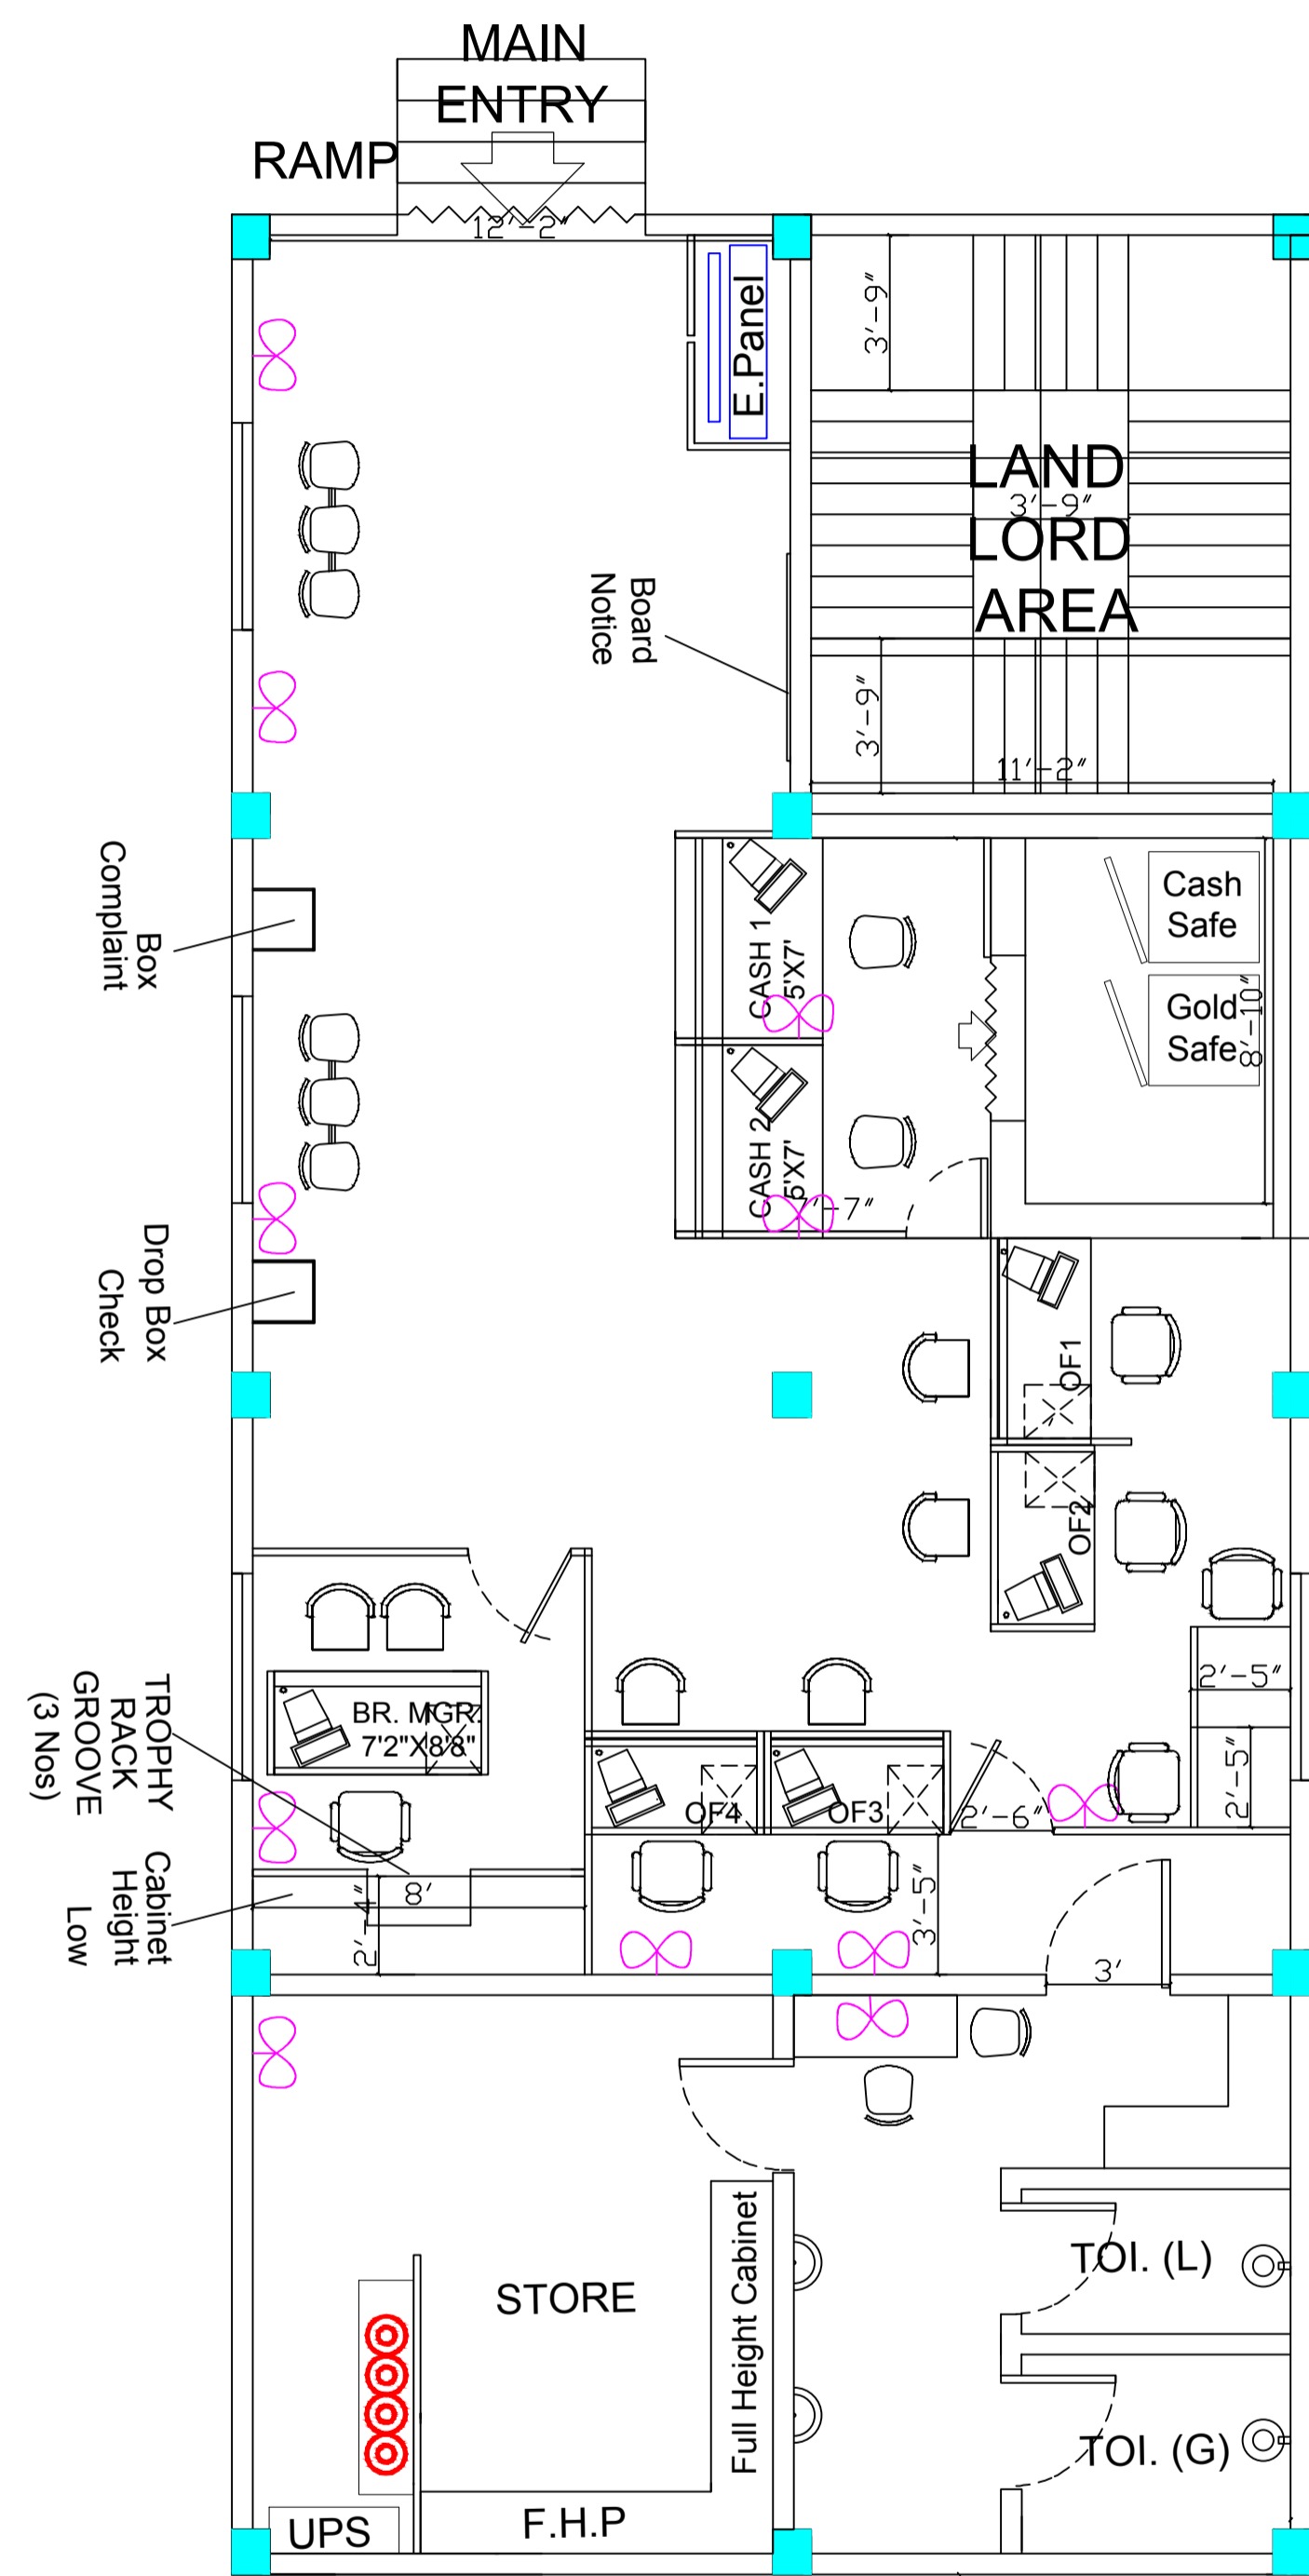 MAIN
ENTRY
RAMP
12'-2"
E.Panel
3'-9"
LAND
3'-9"
LORD
AREA
Board
Notice
3'-9"
11'-2"
Box
Complaint
CASH 1
5'X7'
Cash
Safe
Gold
Safe
8'-10"
CASH 2
5'X7'
7'-7"
Drop Box
Check
OF1
OF2
2'-5"
2'-5"
TROPHY
RACK
GROOVE
(3 Nos)
BR. MGR.
7'2"X8'8"
OF4
OF3
2'-6"
Cabinet
Height
Low
8'
2'-4"
3'-5"
3'
STORE
Full Height Cabinet
TOI. (L)
TOI. (G)
UPS
F.H.P